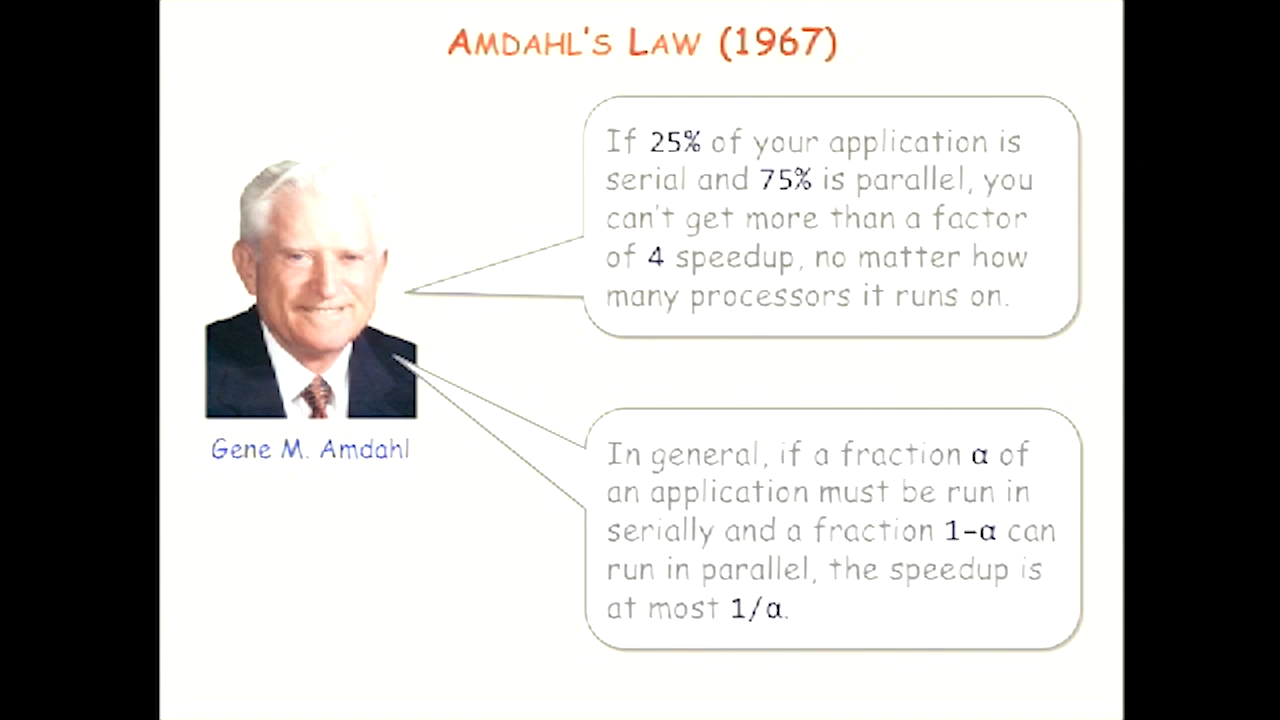 AMDAHL'S LAW (1967)
If 25% of your application is
serial and 75% is parallel, you
can't get more than a factor
of 4 speedup, no matter how
many processors it runs on.
Gene M. Amdahl
In general, if a fraction α of
an application must be run in
serially and a fraction 1-α can
run in parallel, the speedup is
at most 1/α.